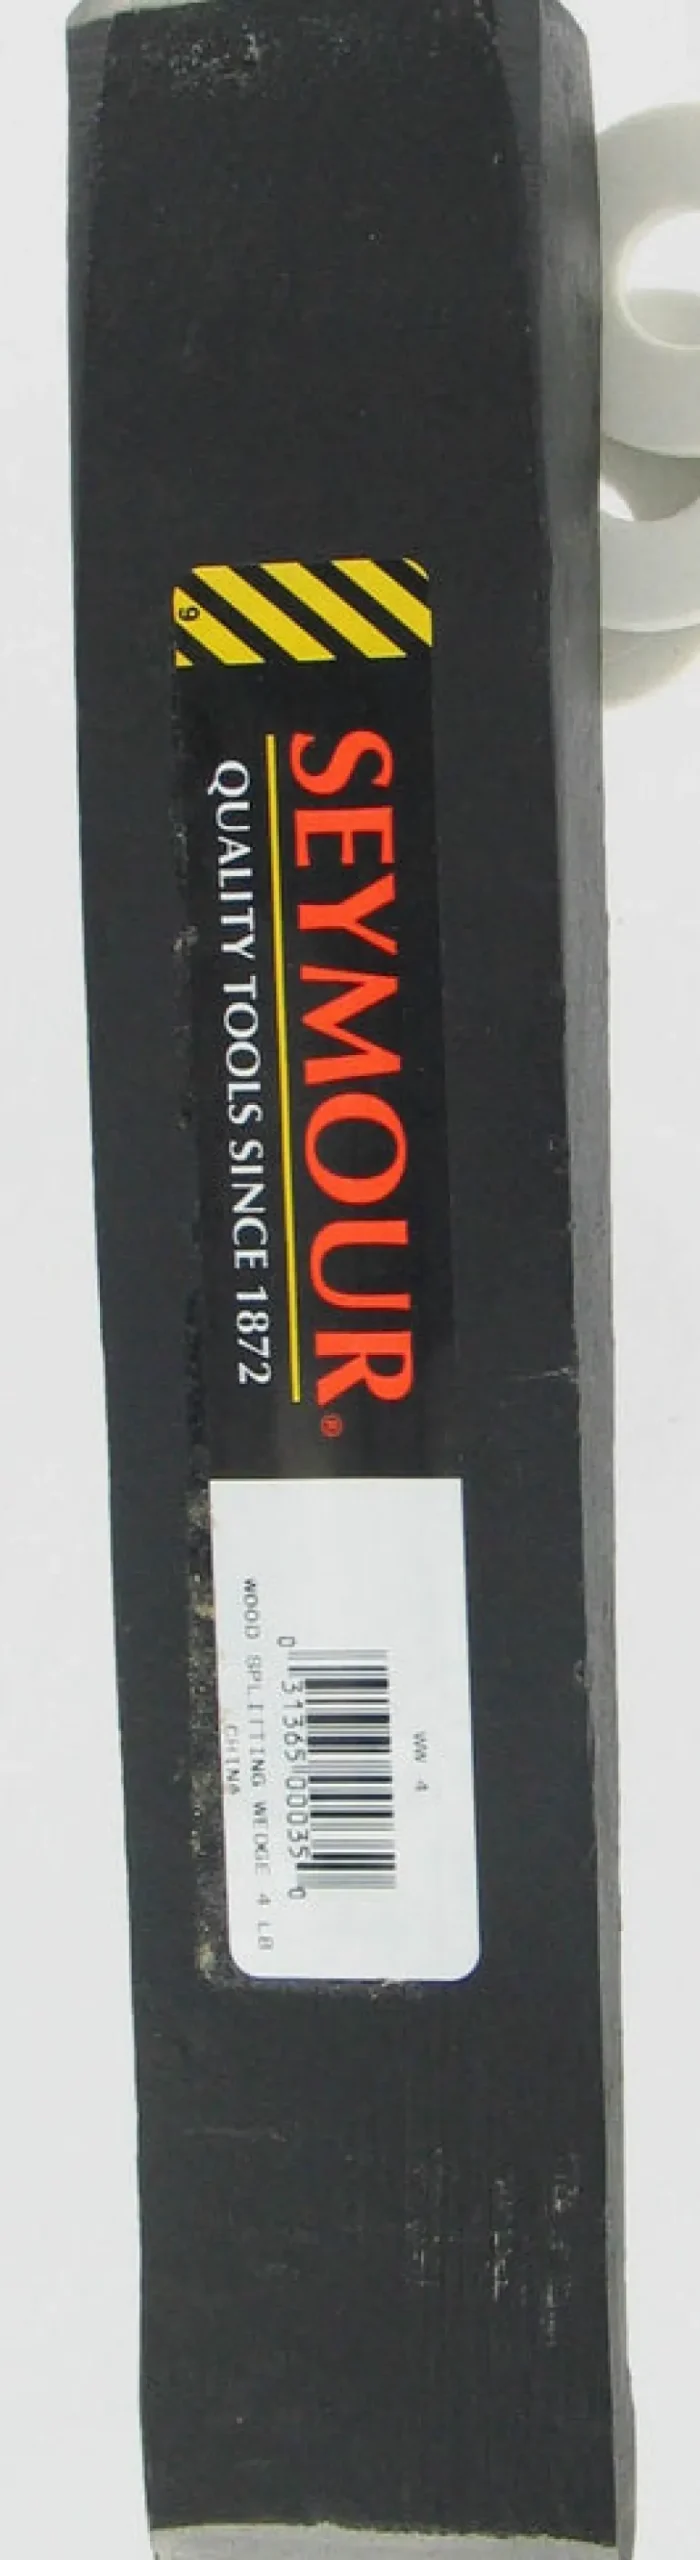 9
SEYMOUR®
QUALITY TOOLS SINCE 1872
WW 4
0 31365 00035 0
WOOD SPLITTING WEDGE 4 LB
CHINA